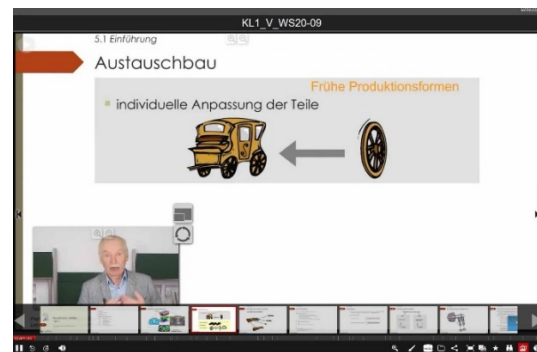 KL1_V_WS20-09
5.1 Einführung
Austauschbau
Frühe Produktionsformen
individuelle Anpassung der Teile